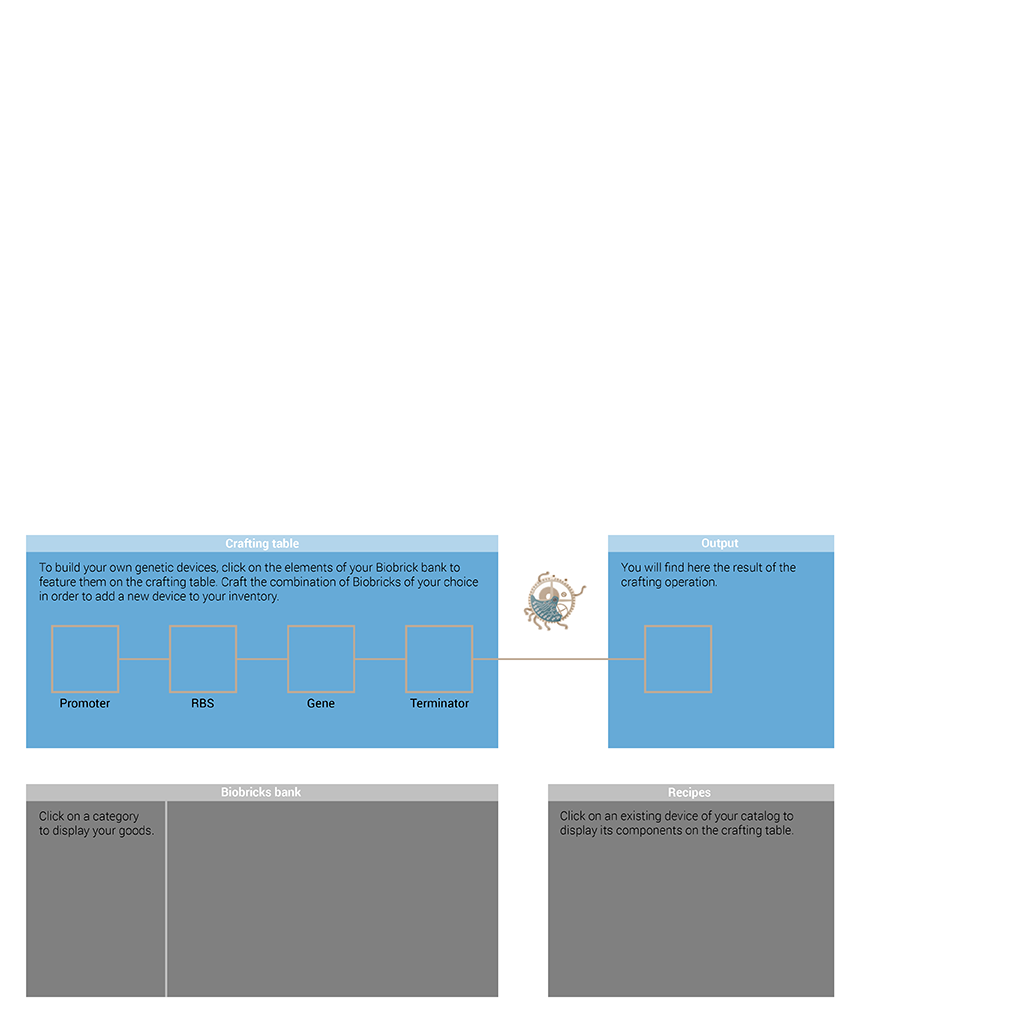 Crafting table
To build your own genetic devices, click on the elements of your Biobrick bank to
feature them on the crafting table. Craft the combination of Biobricks of your choice
in order to add a new device to your inventory.
Promoter
RBS
Gene
Terminator
Output
You will find here the result of the
crafting operation.
Biobricks bank
Click on a category
to display your goods.
Recipes
Click on an existing device of your catalog to
display its components on the crafting table.